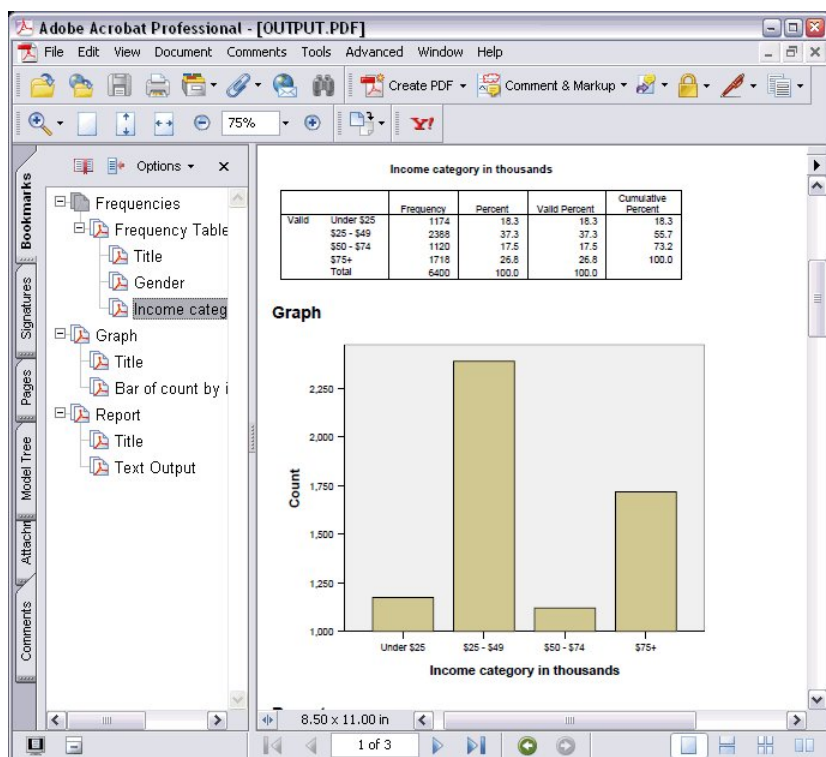 Adobe Acrobat Professional - [OUTPUT.PDF]
File Edit View Document Comments Tools Advanced Window Help
Create PDF Comment & Markup
75% Y!
Options x
Bookmarks
Signatures
Pages
Model Tree
Attachm
Comments
Frequencies
Frequency Table
Title
Gender
Income categ
Graph
Title
Bar of count by i
Report
Title
Text Output
Income category in thousands
Frequency Percent Valid Percent Cumulative Percent
Valid Under $25 1174 18.3 18.3 18.3
$25 - $49 2388 37.3 37.3 55.7
$50 - $74 1120 17.5 17.5 73.2
$75+ 1718 26.8 26.8 100.0
Total 6400 100.0 100.0
Graph
Count
2,250
2,000
1,750
1,500
1,250
1,000
Under $25 $25 - $49 $50 - $74 $75+
Income category in thousands
8.50 x 11.00 in
1 of 3